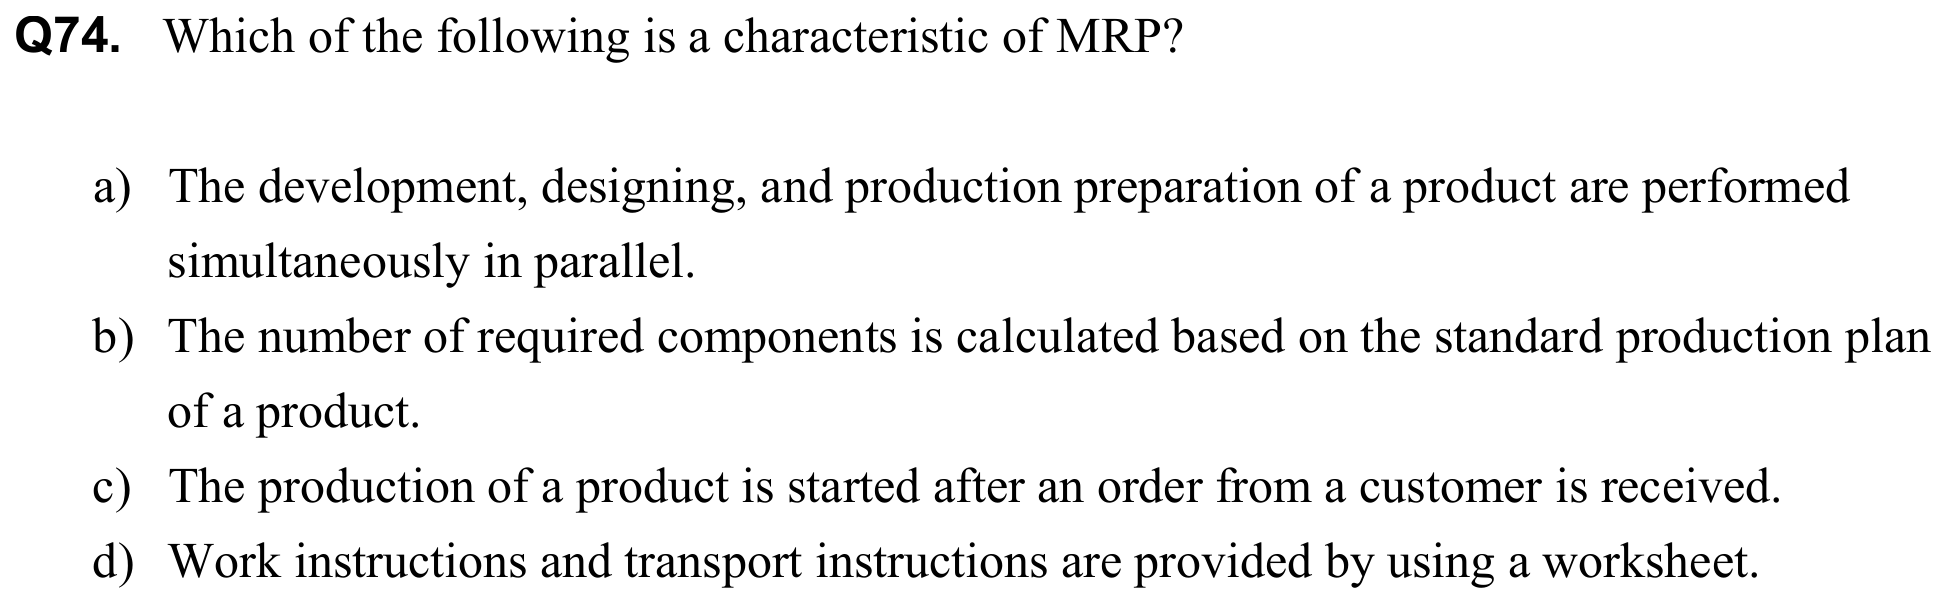 Q74. Which of the following is a characteristic of MRP?
a) The development, designing, and production preparation of a product are performed
simultaneously in parallel.
b) The number of required components is calculated based on the standard production plan
of a product.
c) The production of a product is started after an order from a customer is received.
d) Work instructions and transport instructions are provided by using a worksheet.